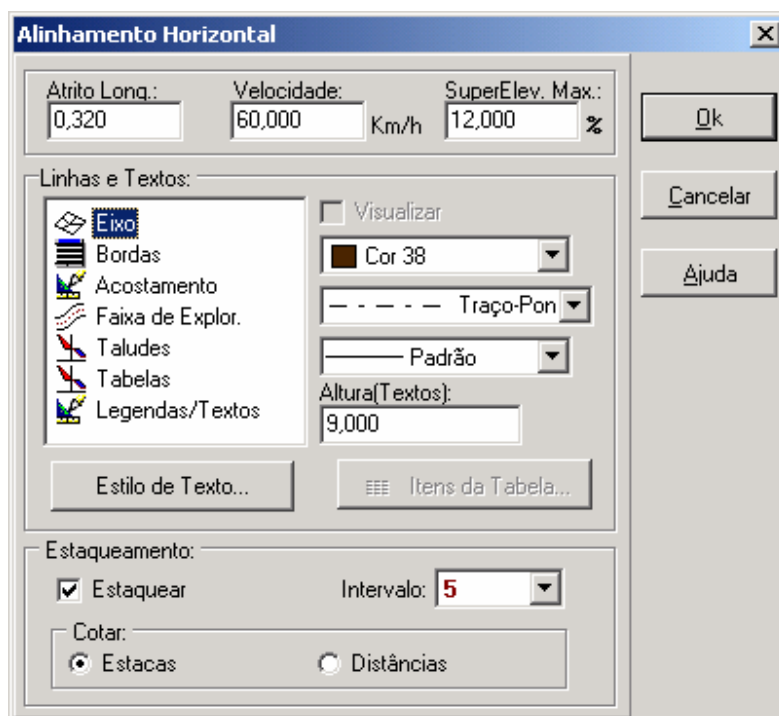 Alinhamento Horizontal
Atrito Long.: Velocidade: SuperElev. Max.:
0,320 60,000 Km/h 12,000 %
Ok
Cancelar
Ajuda
Linhas e Textos:
Eixo
Bordas
Acostamento
Faixa de Explor.
Taludes
Tabelas
Legendas/Textos
Visualizar
Cor 38
Traço-Pon
Padrão
Altura(Textos):
9,000
Estilo de Texto... Itens da Tabela...
Estaqueamento:
Estaquear Intervalo: 5
Cotar:
Estacas Distâncias